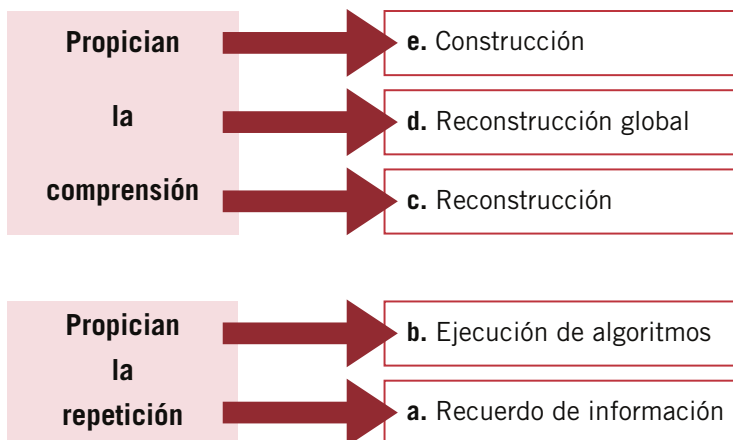 Propician
la
comprensión
e. Construcción
d. Reconstrucción global
c. Reconstrucción
Propician
la
repetición
b. Ejecución de algoritmos
a. Recuerdo de información